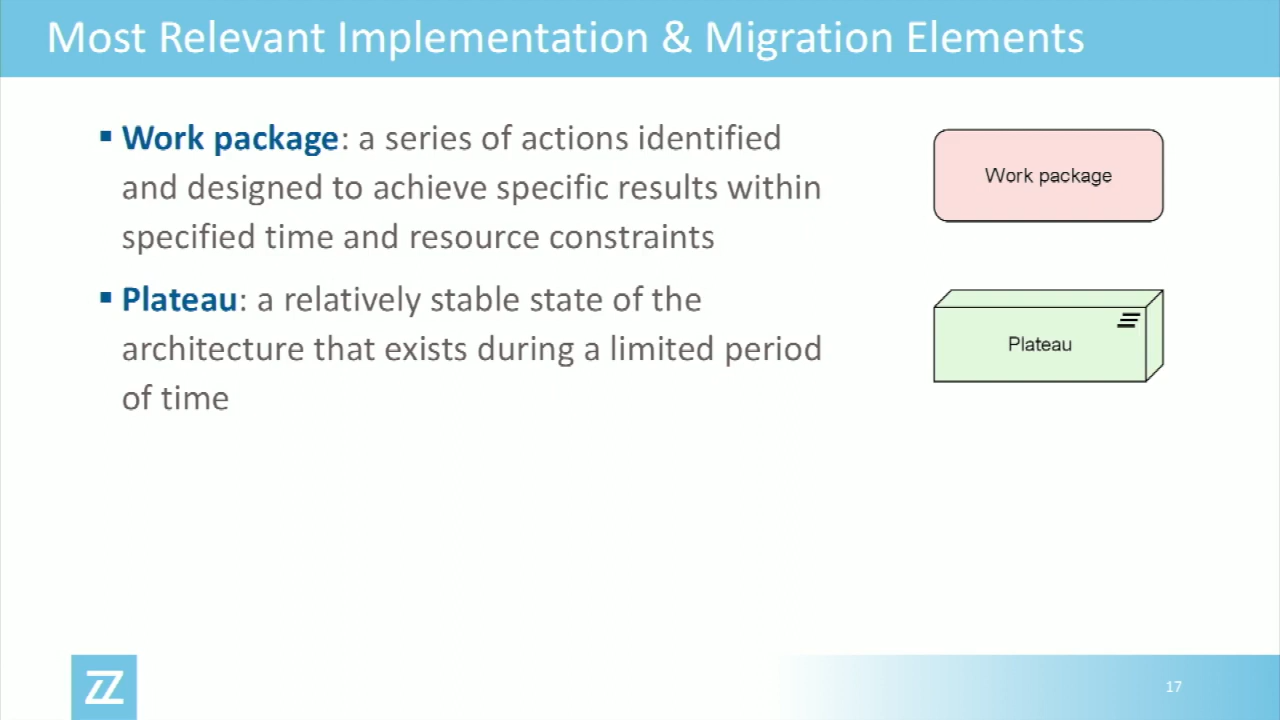 Most Relevant Implementation & Migration Elements
▪ Work package: a series of actions identified
and designed to achieve specific results within
specified time and resource constraints
Work package
▪ Plateau: a relatively stable state of the
architecture that exists during a limited period
of time
Plateau
17